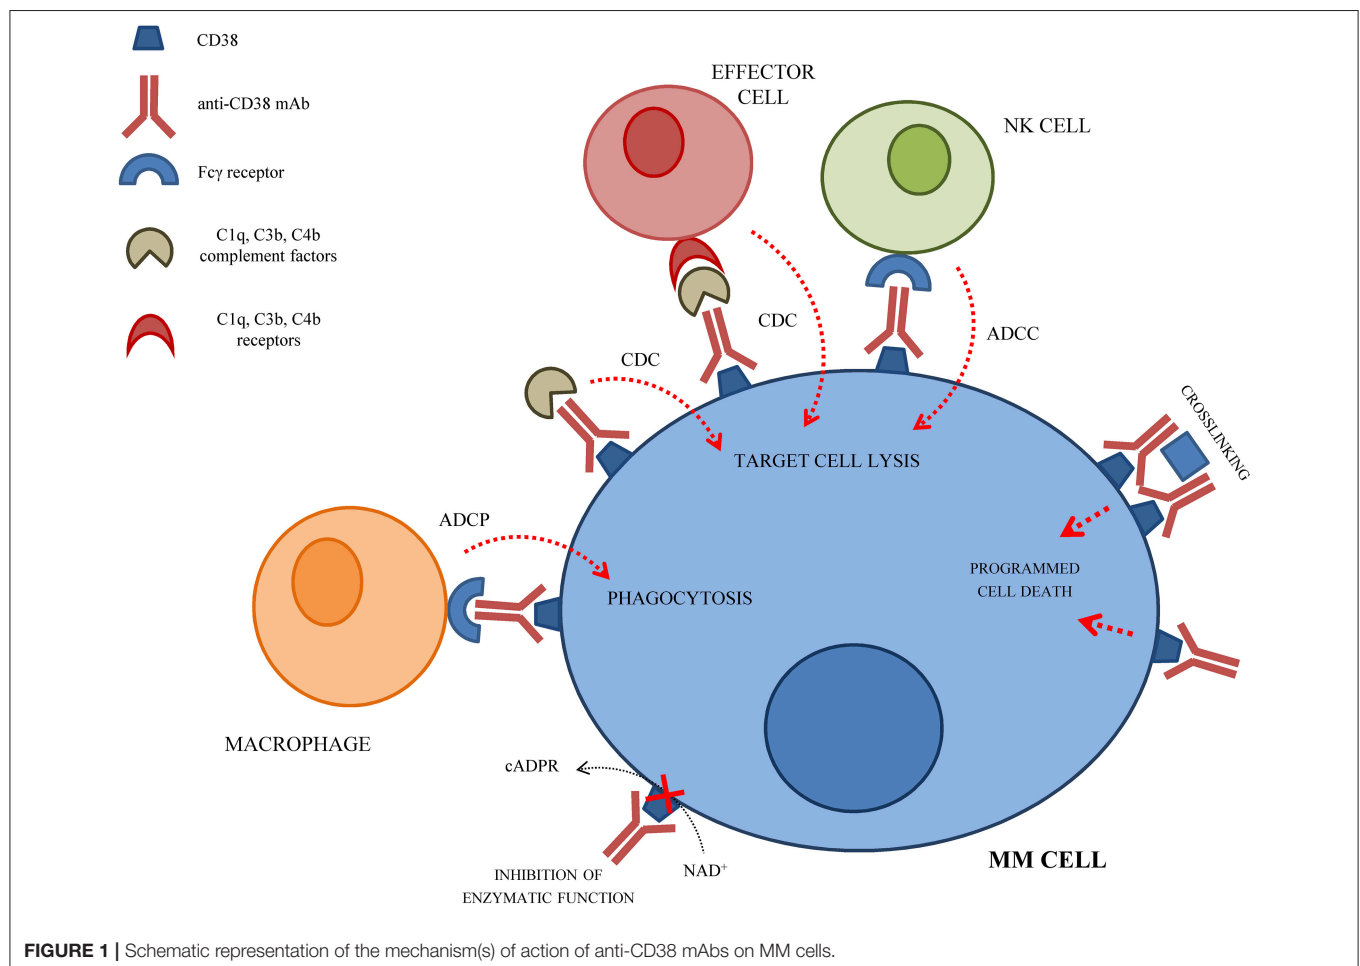 CD38
anti-CD38 mAb
Fcγ receptor
C1q, C3b, C4b
complement factors
C1q, C3b, C4b
receptors
EFFECTOR
CELL
NK CELL
CDC
ADCC
CDC
CROSSLINKING
TARGET CELL LYSIS
ADCP
PHAGOCYTOSIS
PROGRAMMED
CELL DEATH
MACROPHAGE
cADPR
NAD⁺
INHIBITION OF
ENZYMATIC FUNCTION
MM CELL
FIGURE 1 | Schematic representation of the mechanism(s) of action of anti-CD38 mAbs on MM cells.